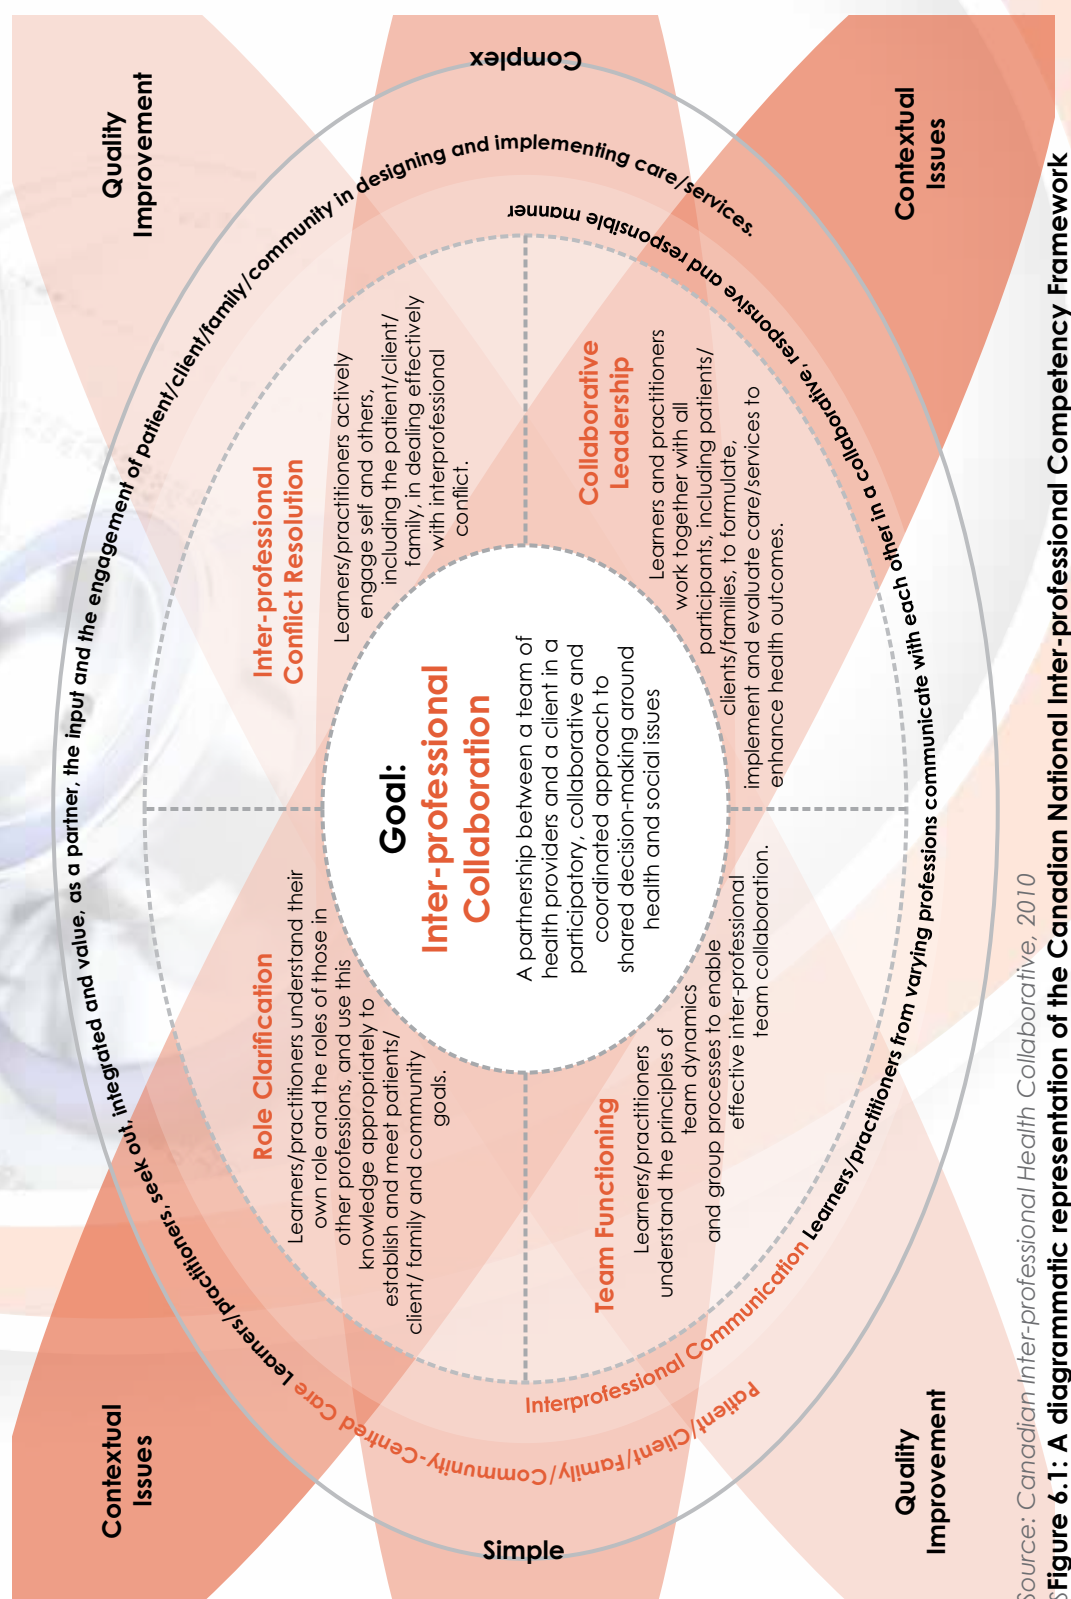 Contextual
Issues
Quality
Improvement
Simple
Complex
Quality
Improvement
Contextual
Issues
Patient/Client/Family/Community-Centred Care Learners/practitioners, seek out, integrated and value, as a partner, the input and the engagement of patient/client/family/community in designing and implementing care/services.
Interprofessional Communication Learners/practitioners from varying professions communicate with each other in a collaborative, responsive and responsible manner
Role Clarification
Learners/practitioners understand their
own role and the roles of those in
other professions, and use this
knowledge appropriately to
establish and meet patients/
client/ family and community
goals.
Inter-professional
Conflict Resolution
Learners/practitioners actively
engage self and others,
including the patient/client/
family, in dealing effectively
with interprofessional
conflict.
Goal:
Inter-professional
Collaboration
A partnership between a team of
health providers and a client in a
participatory, collaborative and
coordinated approach to
shared decision-making around
health and social issues
Team Functioning
Learners/practitioners
understand the principles of
team dynamics
and group processes to enable
effective inter-professional
team collaboration.
Collaborative
Leadership
Learners and practitioners
work together with all
participants, including patients/
clients/families, to formulate,
implement and evaluate care/services to
enhance health outcomes.
Source: Canadian Inter-professional Health Collaborative, 2010
Figure 6.1: A diagrammatic representation of the Canadian National Inter-professional Competency Framework